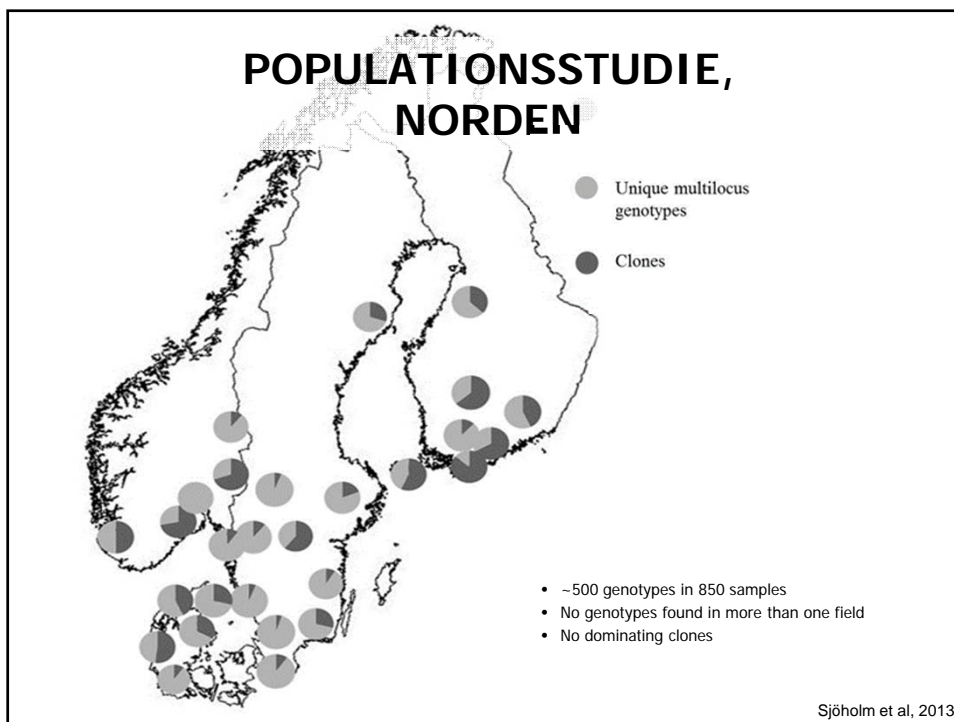 POPULATIONSSTUDIE,
NORDEN
Unique multilocus
genotypes
Clones
• ~500 genotypes in 850 samples
• No genotypes found in more than one field
• No dominating clones
Sjöholm et al, 2013